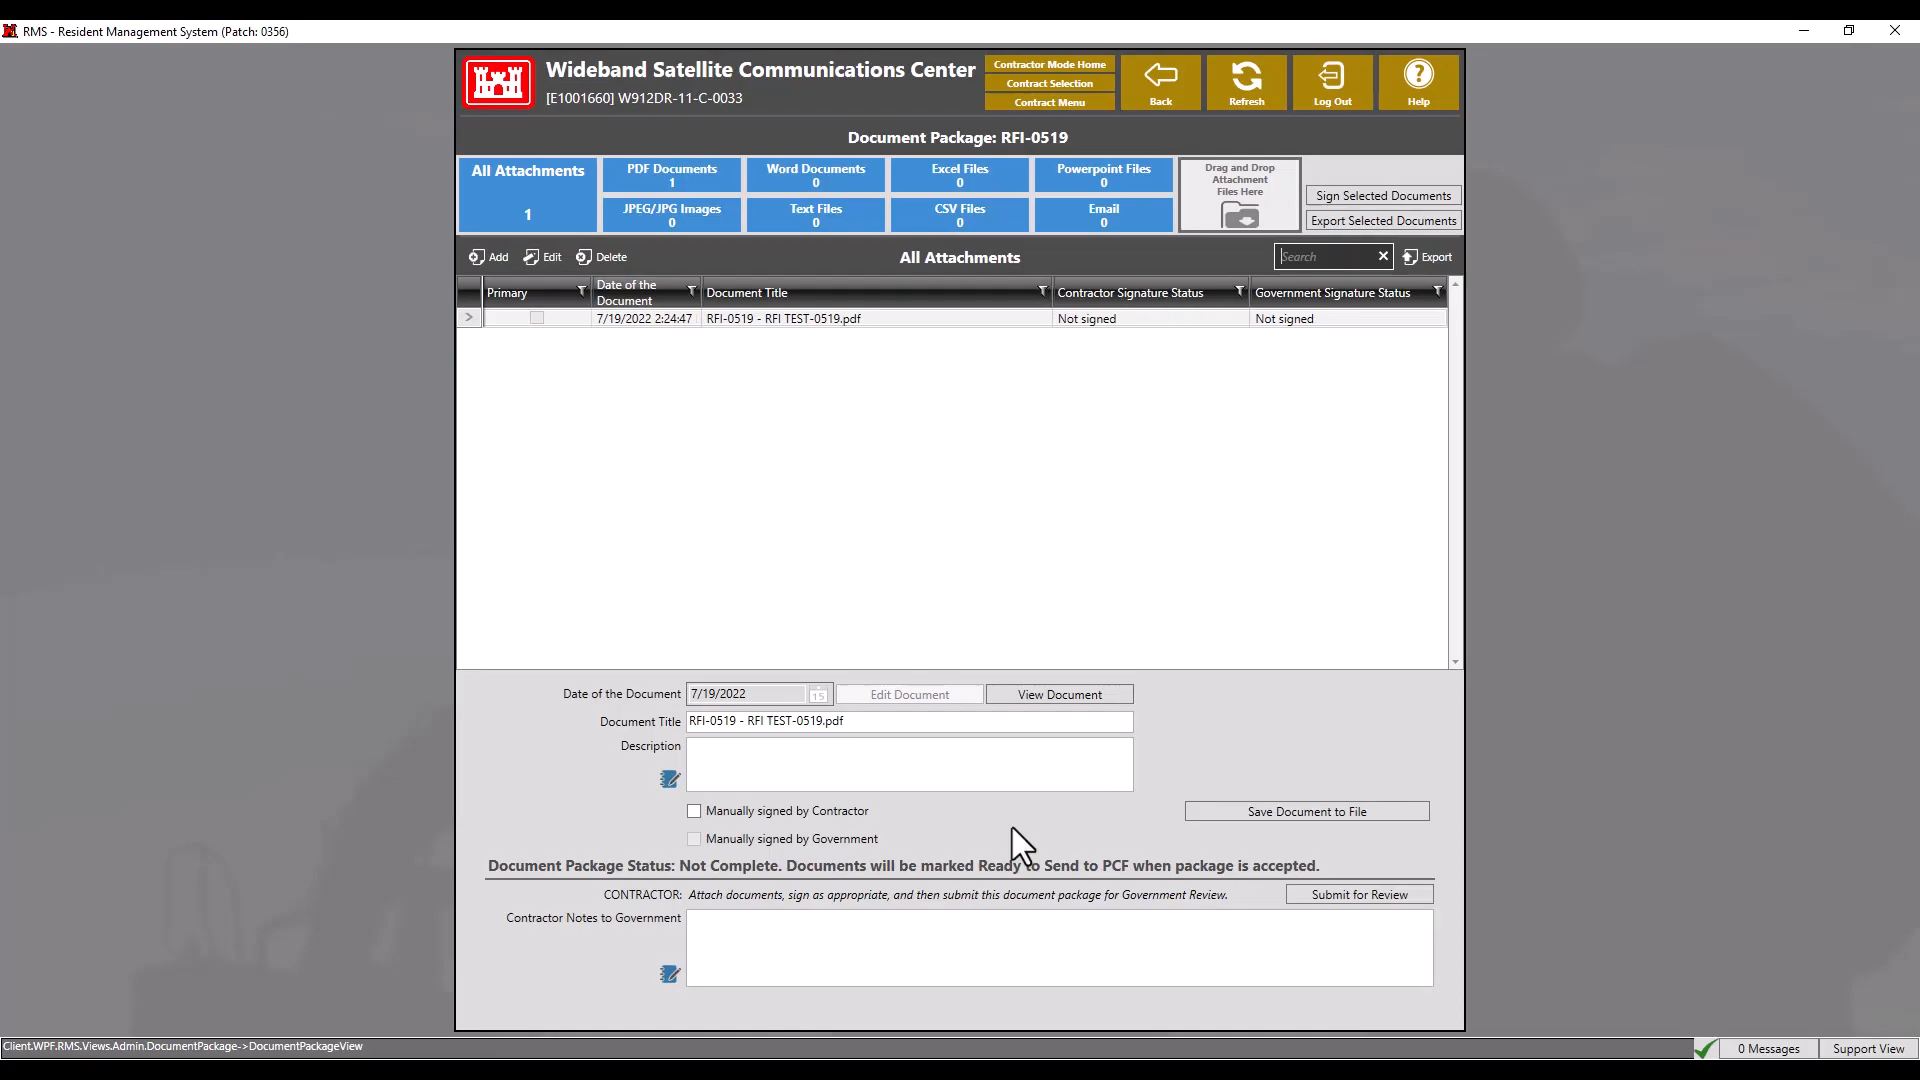 RMS - Resident Management System (Patch: 0356)
Wideband Satellite Communications Center
[E1001660] W912DR-11-C-0033
Contractor Mode Home
Contract Selection
Contract Menu
Back
Refresh
Log Out
Help
Document Package: RFI-0519
All Attachments
1
PDF Documents
1
Word Documents
0
Excel Files
0
Powerpoint Files
0
JPEG/JPG Images
0
Text Files
0
CSV Files
0
Email
0
Drag and Drop
Attachment
Files Here
Sign Selected Documents
Export Selected Documents
Add
Edit
Delete
All Attachments
Search
Export
Primary
Date of the
Document
Document Title
Contractor Signature Status
Government Signature Status
7/19/2022 2:24:47
RFI-0519 - RFI TEST-0519.pdf
Not signed
Not signed
Date of the Document
7/19/2022
15
Edit Document
View Document
Document Title
RFI-0519 - RFI TEST-0519.pdf
Description
Manually signed by Contractor
Save Document to File
Manually signed by Government
Document Package Status: Not Complete. Documents will be marked Ready to Send to PCF when package is accepted.
CONTRACTOR: Attach documents, sign as appropriate, and then submit this document package for Government Review.
Submit for Review
Contractor Notes to Government
Client.WPF.RMS.Views.Admin.DocumentPackage->DocumentPackageView
0 Messages
Support View